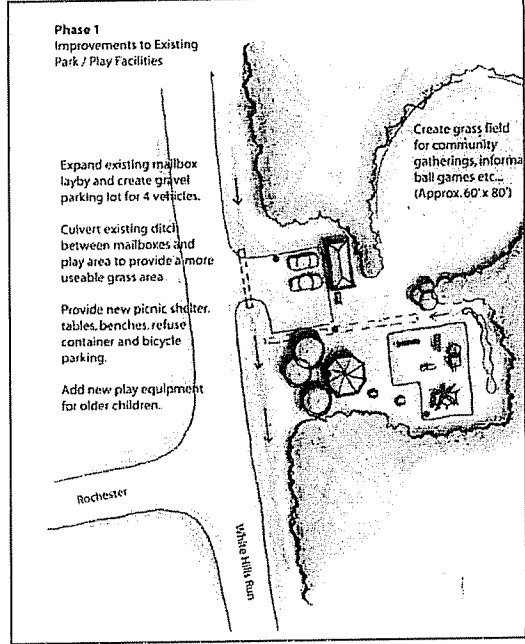 Phase 1
Improvements to Existing
Park / Play Facilities
Create grass field
for community
gatherings, informa
ball games etc...
(Approx. 60' x 80')
Expand existing mailbox
layby and create gravel
parking lot for 4 vehicles.
Culvert existing ditch
between mailboxes and
play area to provide a more
useable grass area.
Provide new picnic shelter,
tables, benches, refuse
container and bicycle
parking.
Add new play equipment
for older children.
Rochester
White Hills Run